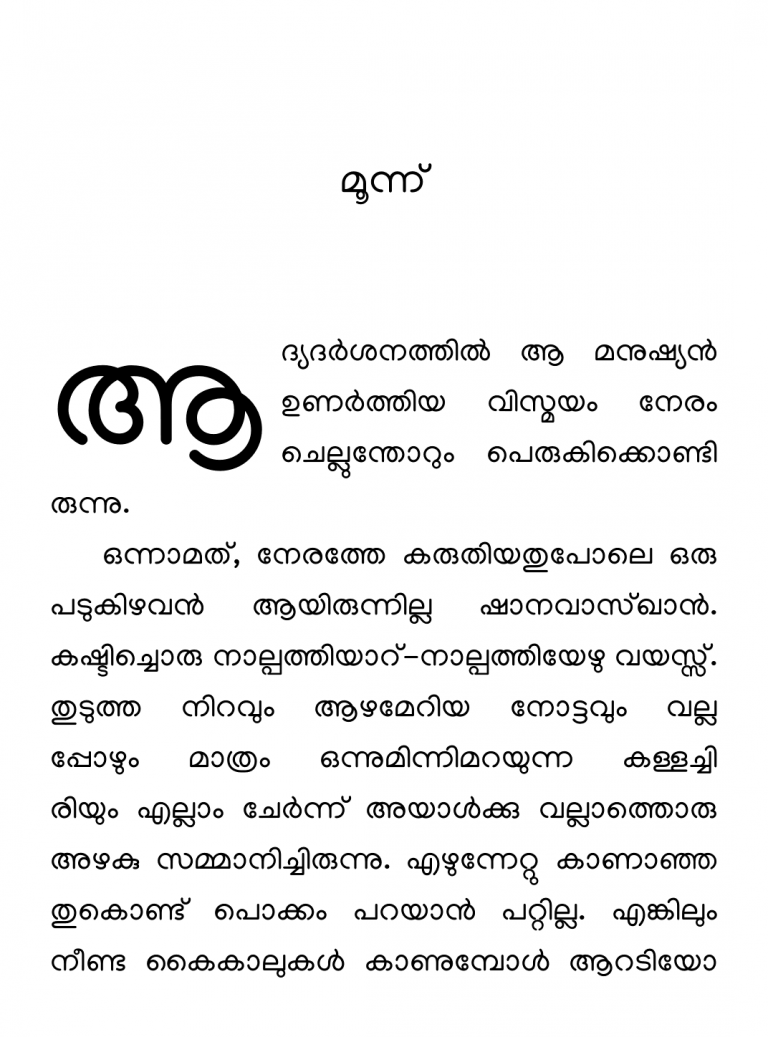 മൂന്ന്
ആദ്യദർശനത്തിൽ ആ മനുഷ്യൻ
ഉണർത്തിയ വിസ്മയം നേരം
ചെല്ലുന്തോറും പെരുകിക്കൊണ്ടി
രുന്നു.
ഒന്നാമത്, നേരത്തേ കരുതിയതുപോലെ ഒരു
പടുകിഴവൻ ആയിരുന്നില്ല ഷാനവാസ്ഖാൻ.
കഷ്ടിച്ചൊരു നാല്പത്തിയാറ്–നാല്പത്തിയേഴു വയസ്സ്.
തുടുത്ത നിറവും ആഴമേറിയ നോട്ടവും വല്ല
പ്പോഴും മാത്രം ഒന്നുമിന്നിമറയുന്ന കള്ളച്ചി
രിയും എല്ലാം ചേർന്ന് അയാൾക്കു വല്ലാത്തൊരു
അഴകു സമ്മാനിച്ചിരുന്നു. എഴുന്നേറ്റു കാണാഞ്ഞ
തുകൊണ്ട് പൊക്കം പറയാൻ പറ്റില്ല. എങ്കിലും
നീണ്ട കൈകാലുകൾ കാണുമ്പോൾ ആറടിയോ